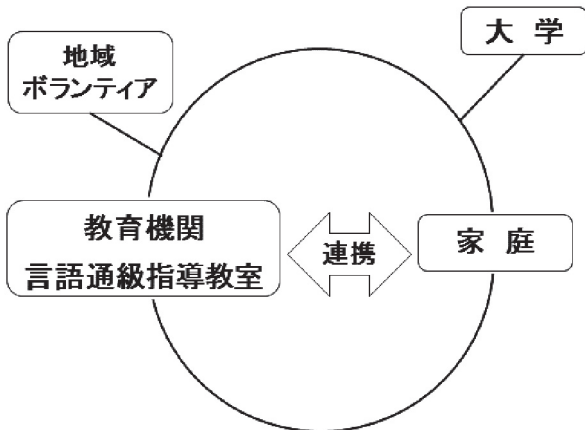 地域
ボランティア
大 学
教育機関
言語通級指導教室
連携
家 庭